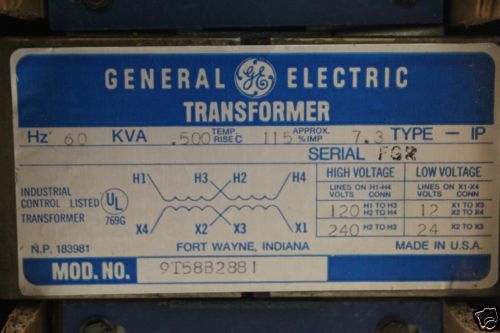 GENERAL GE ELECTRIC
TRANSFORMER
Hz 60 KVA .500 TEMP. RISE C 115 APPROX. % IMP 7.3 TYPE - IP
SERIAL FGR
INDUSTRIAL
CONTROL LISTED
TRANSFORMER
UL
769G
H1 H3 H2 H4
X4 X2 X3 X1
HIGH VOLTAGE LOW VOLTAGE
LINES ON H1-H4 LINES ON X1-X4
VOLTS CONN VOLTS CONN
120 H1 TO H3 H2 TO H4 12 X1 TO X3 X2 TO X4
240 H2 TO H3 24 X2 TO X3
N.P. 183981 FORT WAYNE, INDIANA MADE IN U.S.A.
MOD. NO. 9T58B2881